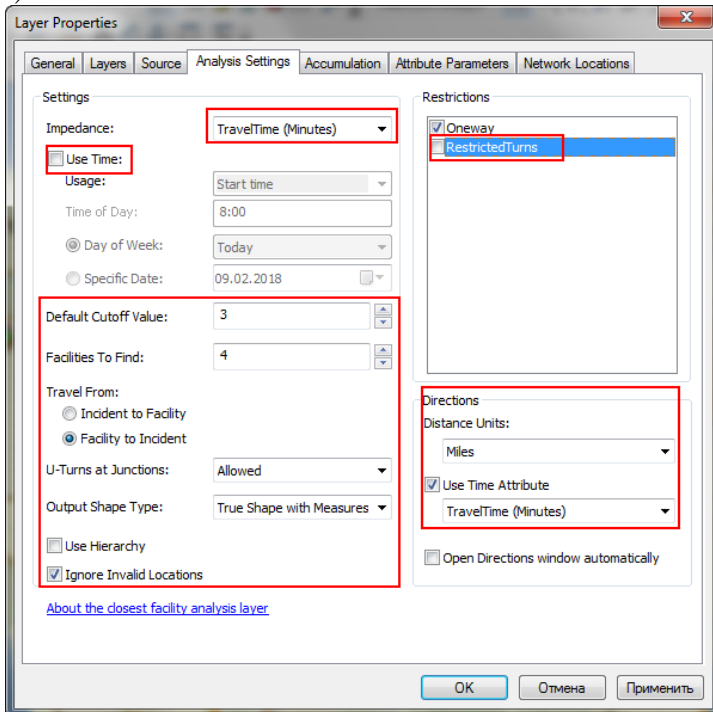 Layer Properties
General Layers Source Analysis Settings Accumulation Attribute Parameters Network Locations
Settings
Impedance: TravelTime (Minutes)
Use Time:
Usage: Start time
Time of Day: 8:00
Day of Week: Today
Specific Date: 09.02.2018
Default Cutoff Value: 3
Facilities To Find: 4
Travel From:
Incident to Facility
Facility to Incident
U-Turns at Junctions: Allowed
Output Shape Type: True Shape with Measures
Use Hierarchy
Ignore Invalid Locations
About the closest facility analysis layer
Restrictions
Oneway
RestrictedTurns
Directions
Distance Units:
Miles
Use Time Attribute
TravelTime (Minutes)
Open Directions window automatically
OK Отмена Применить